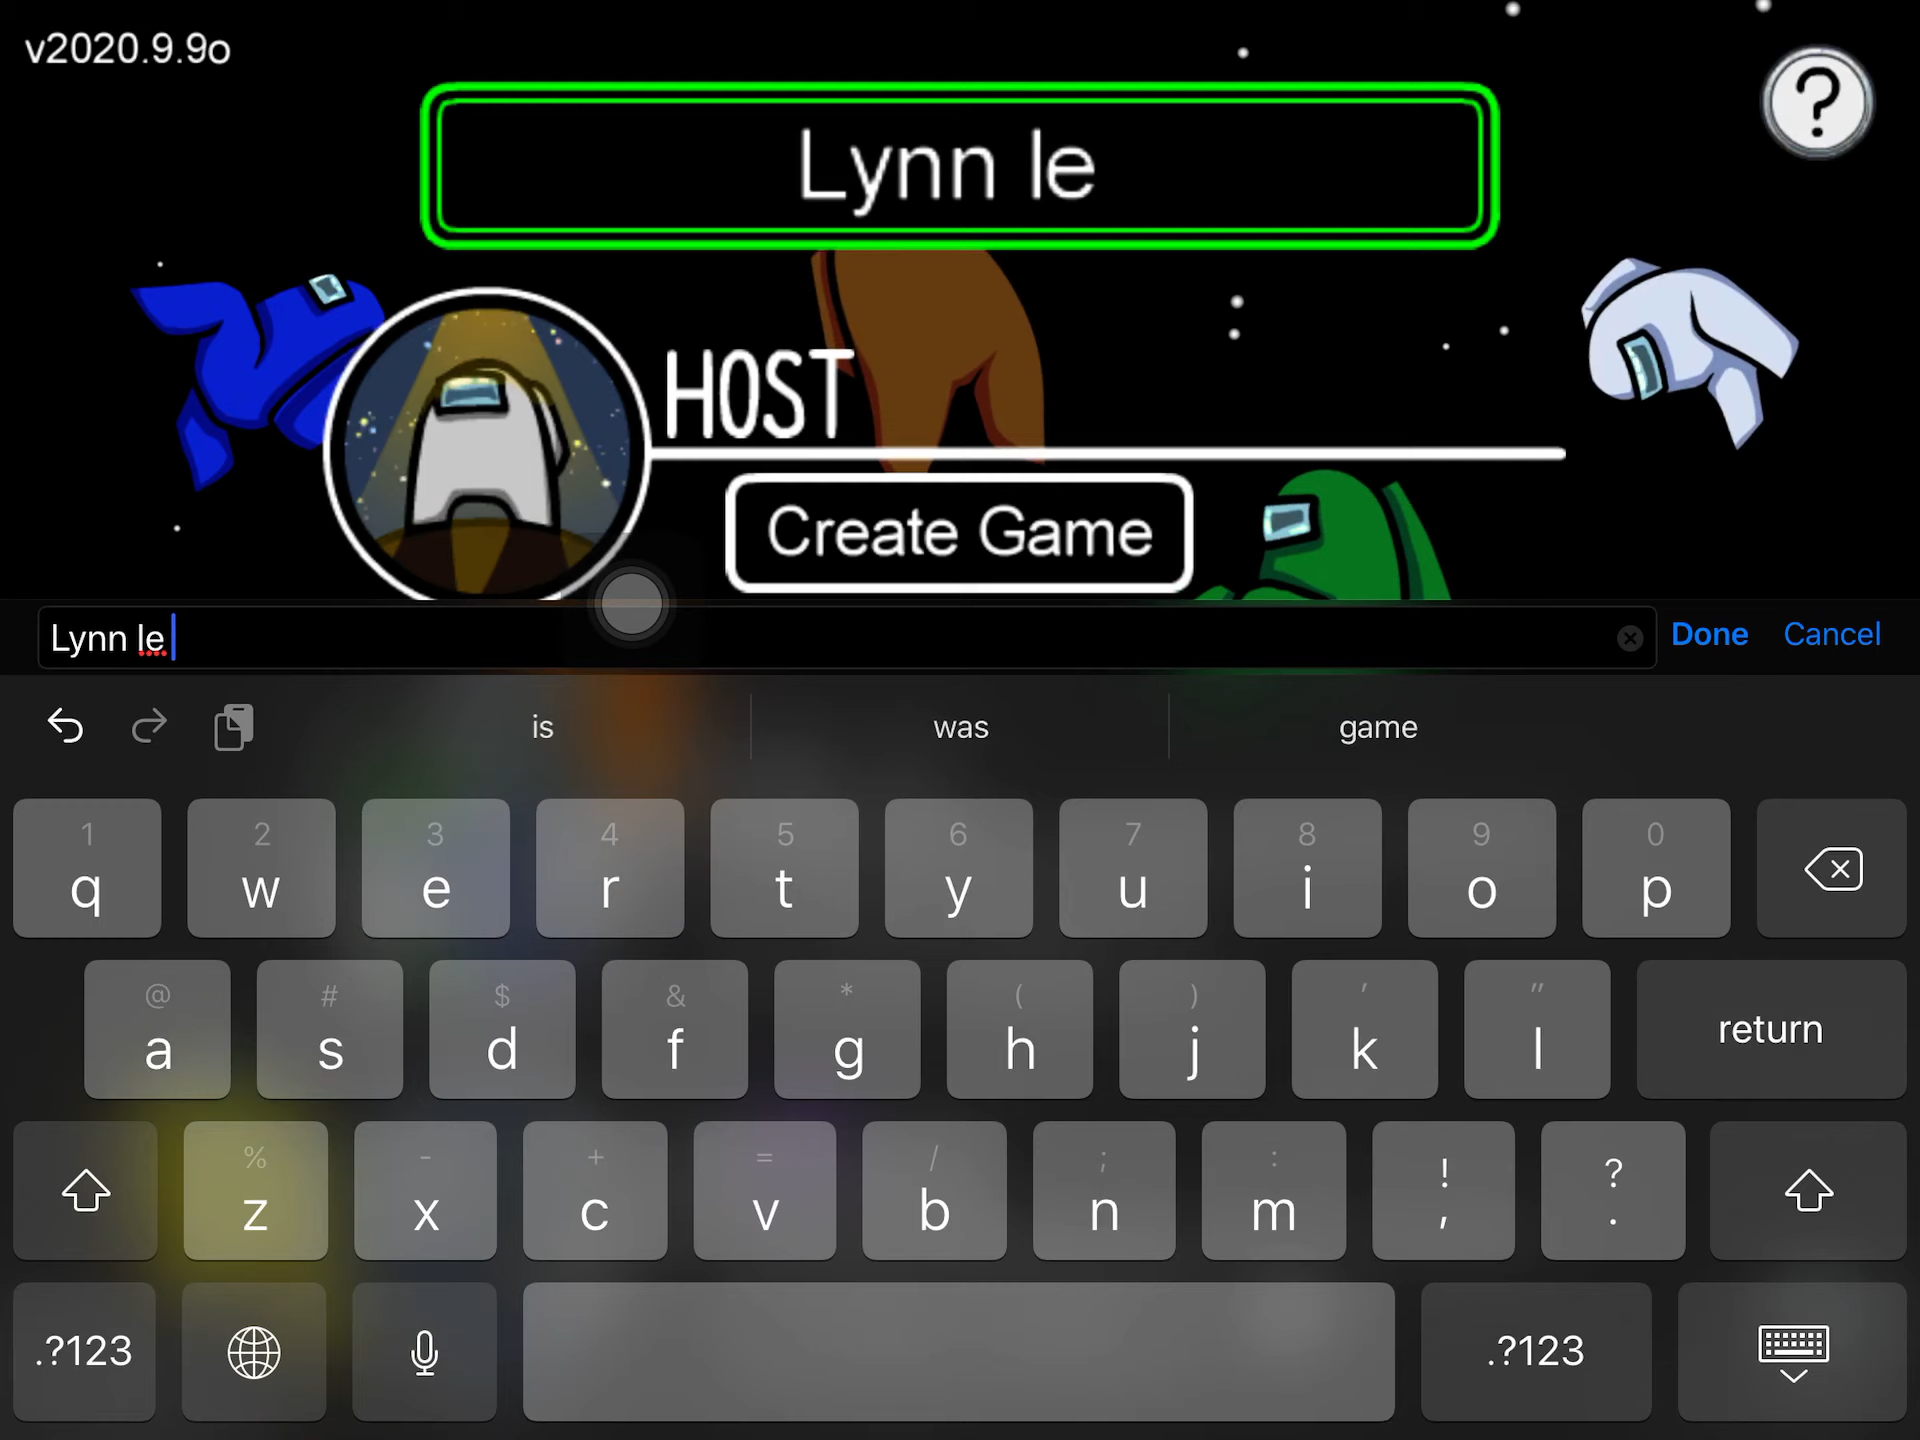 v2020.9.9o
?
Lynn le
HOST
Create Game
Lynn le
Done
Cancel
is
was
game
1 2 3 4 5 6 7 8 9 0
q w e r t y u i o p
@ # $ & * ( ) ' "
a s d f g h j k l return
% - + = / ; : ! ?
z x c v b n m , .
.?123 .?123